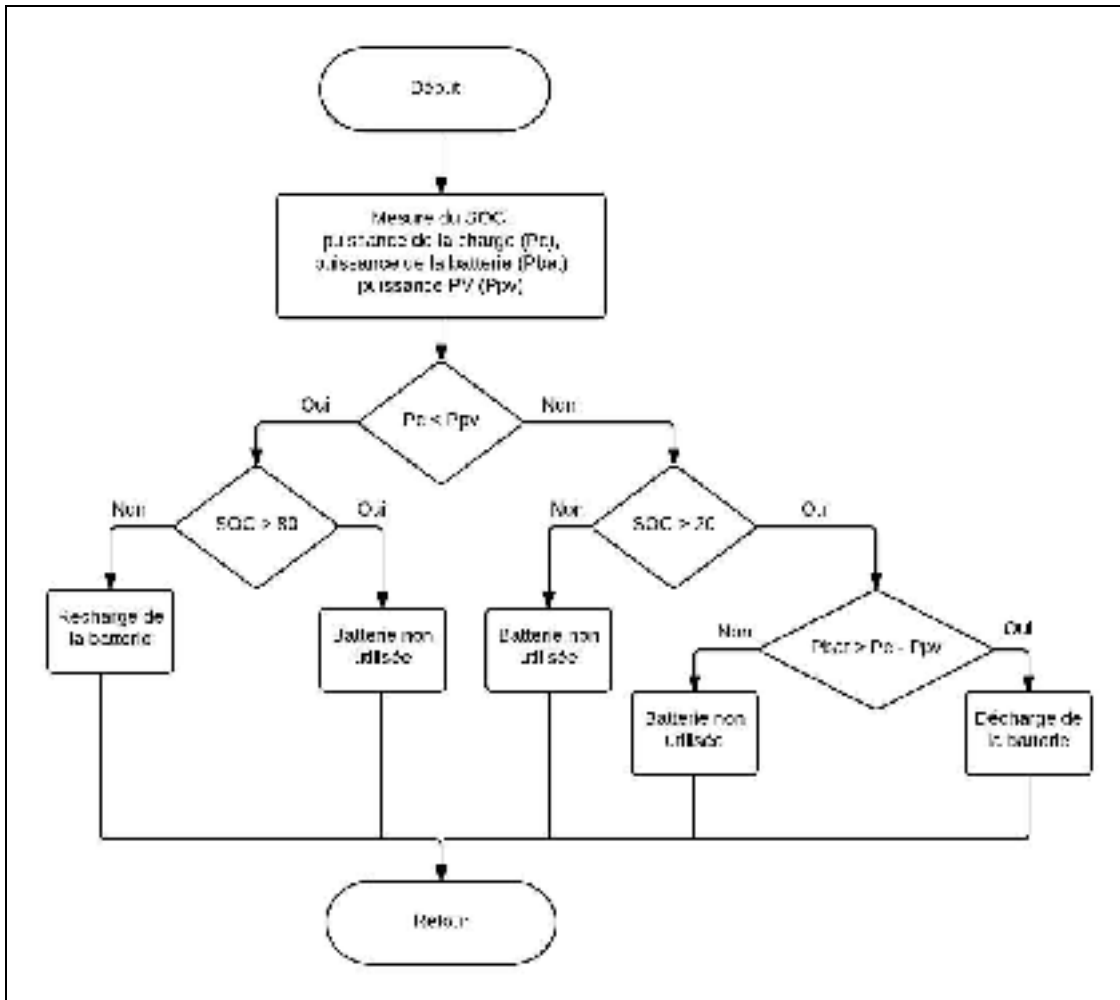 Début
Mesure du SOC
puissance de la charge (Pc),
puissance de la batterie (Pbat)
puissance PV (Ppv)
Oui
Non
Pc < Ppv
Non
SOC > 80
Oui
Non
SOC > 20
Oui
Recharge de
la batterie
Batterie non
utilisée
Batterie non
utilisée
Non
Pbat > Pc - Ppv
Oui
Batterie non
utilisée
Décharge de
la batterie
Retour